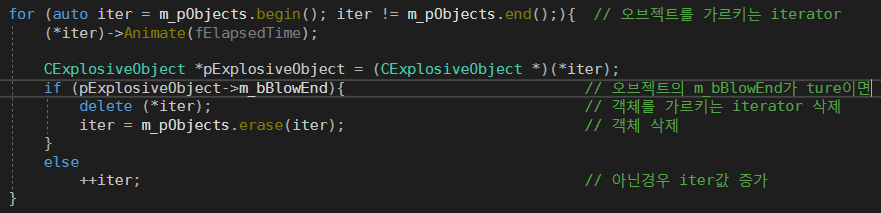 for (auto iter = m_pObjects.begin(); iter != m_pObjects.end();){ // 오브젝트를 가르키는 iterator
(*iter)->Animate(fElapsedTime);
CExplosiveObject *pExplosiveObject = (CExplosiveObject *)(*iter);
if (pExplosiveObject->m_bBlowEnd){ // 오브젝트의 m_bBlowEnd가 ture이면
delete (*iter); // 객체를 가르키는 iterator 삭제
iter = m_pObjects.erase(iter); // 객체 삭제
}
else
++iter; // 아닌경우 iter값 증가
}